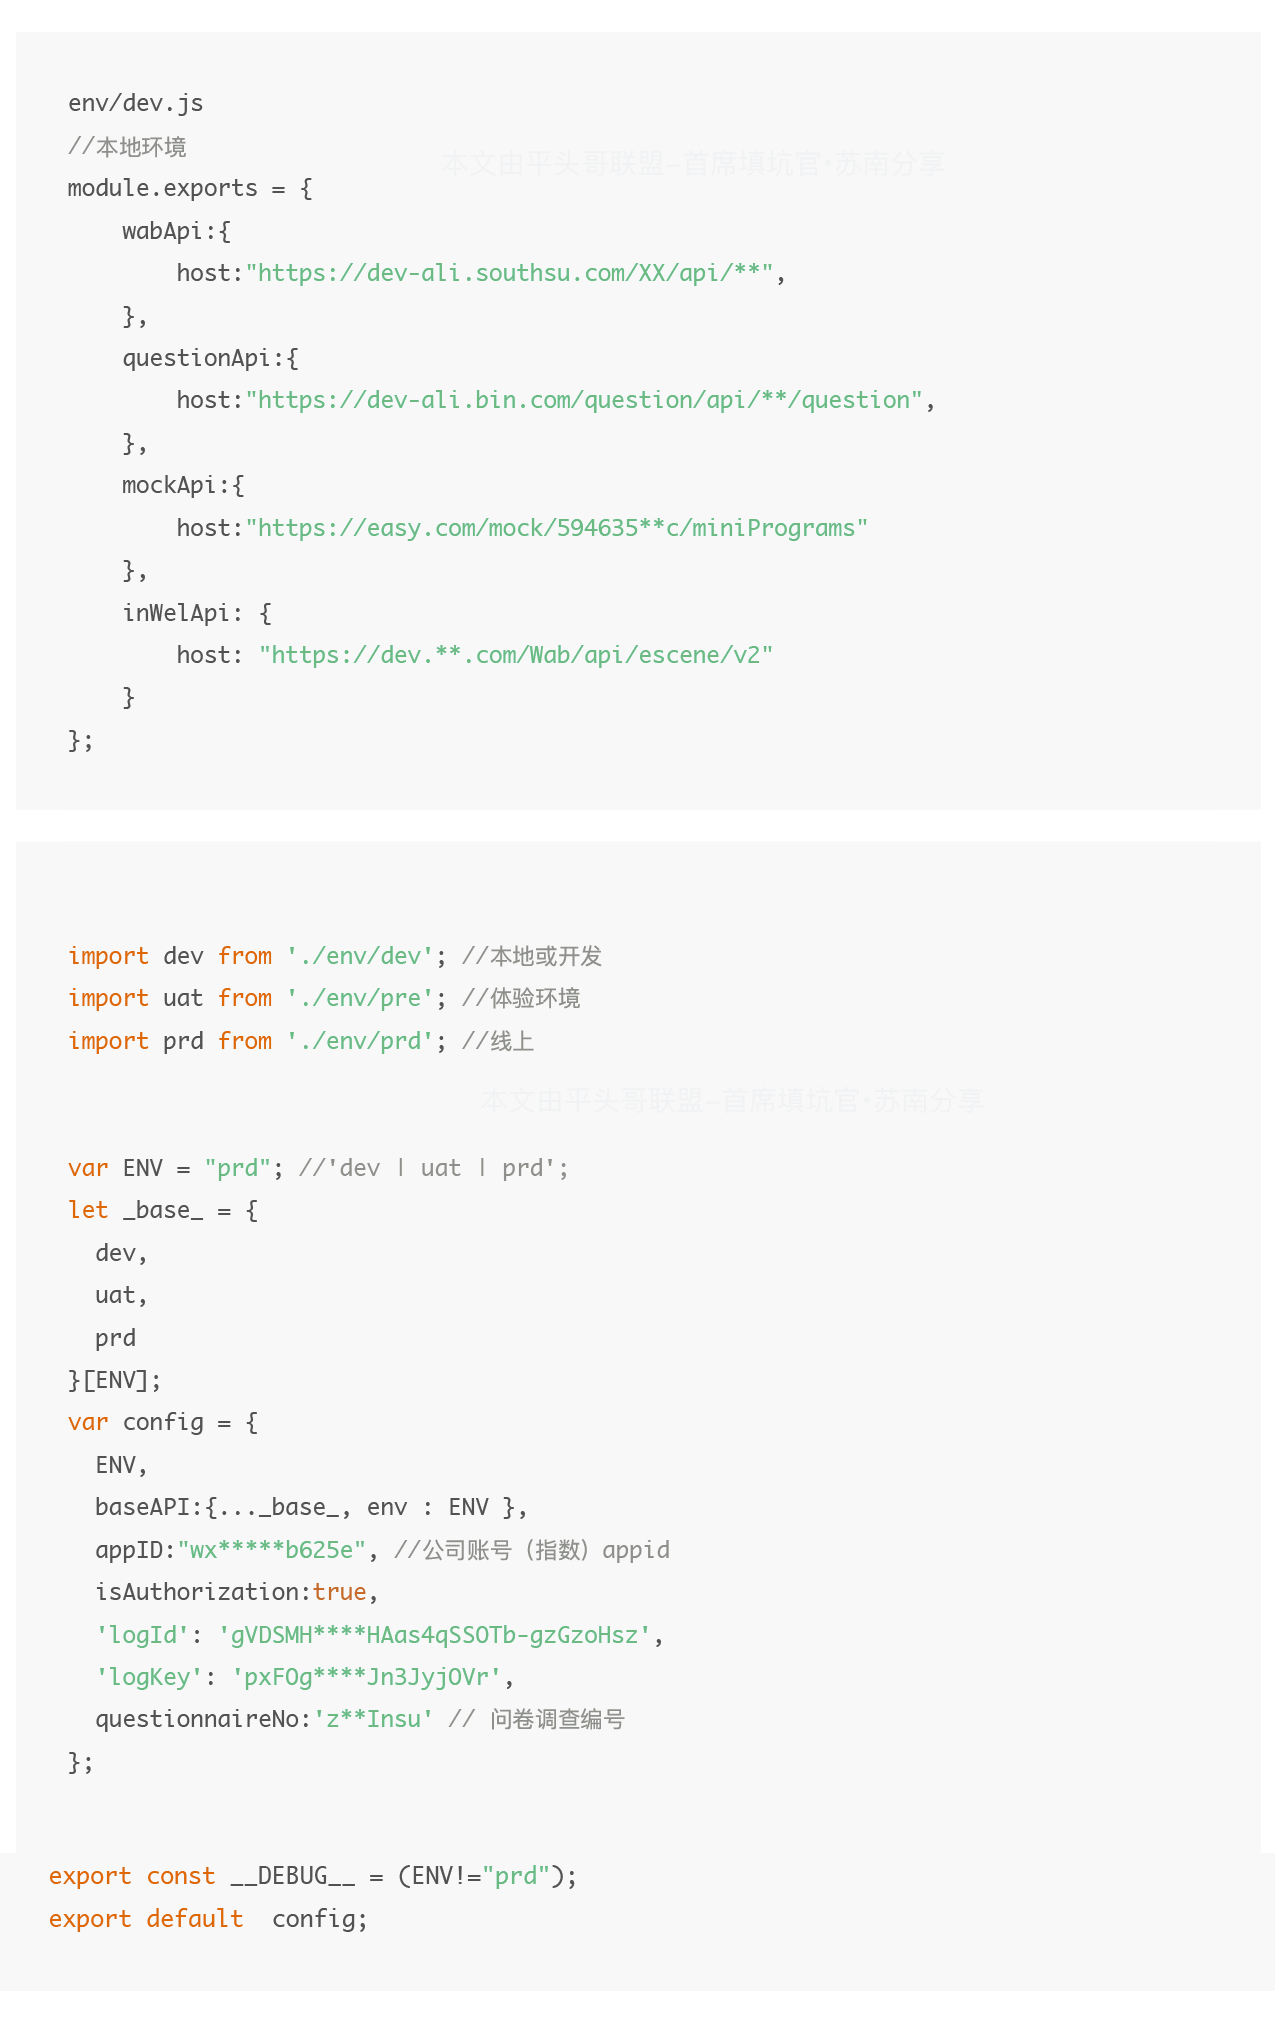 env/dev.js
//本地环境
本文由平头哥联盟-首席填坑官•苏南分享
module.exports = {
    wabApi:{
        host:"https://dev-ali.southsu.com/XX/api/**",
    },
    questionApi:{
        host:"https://dev-ali.bin.com/question/api/**/question",
    },
    mockApi:{
        host:"https://easy.com/mock/594635**c/miniPrograms"
    },
    inWelApi: {
        host: "https://dev.**.com/Wab/api/escene/v2"
    }
};
import dev from './env/dev'; //本地或开发
import uat from './env/pre'; //体验环境
import prd from './env/prd'; //线上
本文由平头哥联盟-首席填坑官•苏南分享
var ENV = "prd"; //'dev | uat | prd';
let _base_ = {
  dev,
  uat,
  prd
}[ENV];
var config = {
  ENV,
  baseAPI:{..._base_, env : ENV },
  appID:"wx*****b625e", //公司账号（指数）appid
  isAuthorization:true,
  'logId': 'gVDSMH****HAas4qSSOTb-gzGzoHsz',
  'logKey': 'pxFOg****Jn3JyjOVr',
  questionnaireNo:'z**Insu' // 问卷调查编号
};
export const __DEBUG__ = (ENV!="prd");
export default  config;